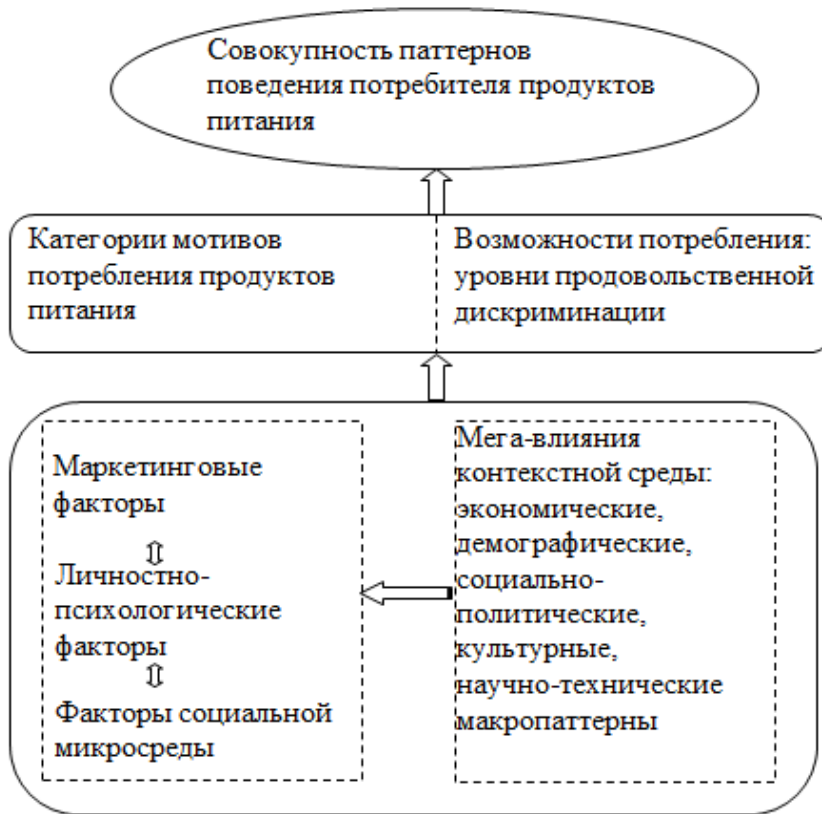 Совокупность паттернов
поведения потребителя продуктов
питания
Категории мотивов
потребления продуктов
питания
Возможности потребления:
уровни продовольственной
дискриминации
Маркетинговые
факторы
Личностно-
психологические
факторы
Факторы социальной
микросреды
Мега-влияния
контекстной среды:
экономические,
демографические,
социально-
политические,
культурные,
научно-технические
макропаттерны